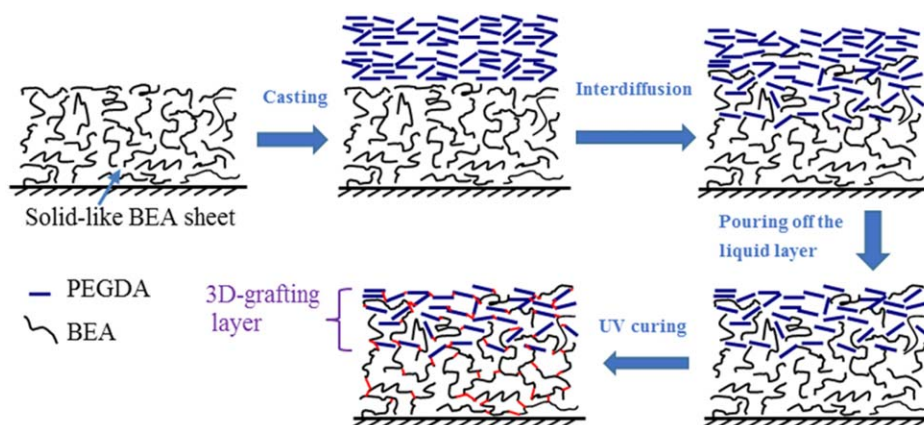 Casting
Interdiffusion
Solid-like BEA sheet
Pouring off the
liquid layer
PEGDA
BEA
3D-grafting
layer
UV curing